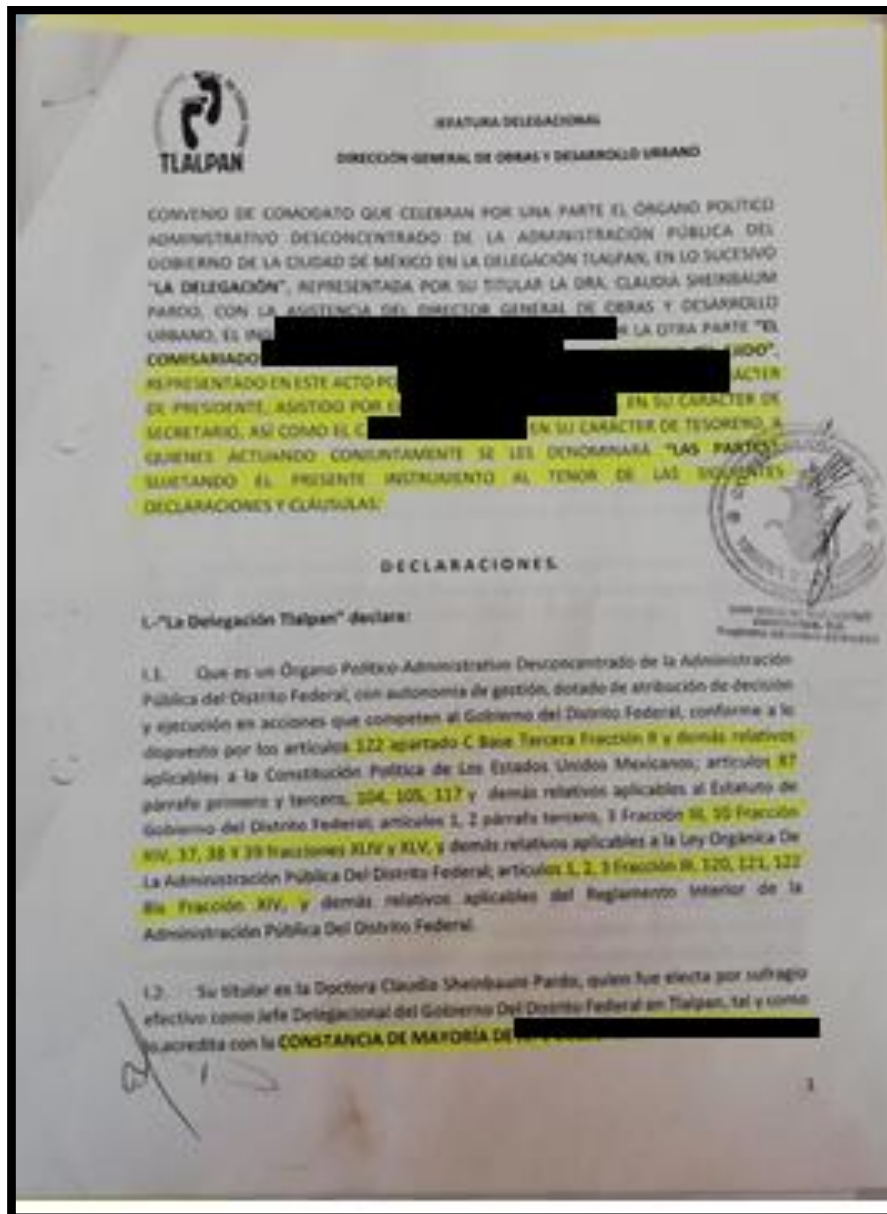 TLALPAN
JEFATURA DELEGACIONAL
DIRECCIÓN GENERAL DE OBRAS Y DESARROLLO URBANO
CONVENIO DE COMODATO QUE CELEBRAN POR UNA PARTE EL ÓRGANO POLÍTICO
ADMINISTRATIVO DESCONCENTRADO DE LA ADMINISTRACIÓN PÚBLICA DEL
GOBIERNO DE LA CIUDAD DE MÉXICO EN LA DELEGACIÓN TLALPAN, EN LO SUCESIVO
"LA DELEGACIÓN", REPRESENTADA POR SU TITULAR LA DRA. CLAUDIA SHEINBAUM
PARDO, CON LA ASISTENCIA DEL DIRECTOR GENERAL DE OBRAS Y DESARROLLO
URBANO, EL ING LA OTRA PARTE "EL
COMISARIADO
REPRESENTADO EN ESTE ACTO PO ACTER
DE PRESIDENTE, ASISTIDO POR E EN SU CARÁCTER DE
SECRETARIO, ASÍ COMO EL C EN SU CARÁCTER DE TESORERO, A
QUIENES ACTUANDO CONJUNTAMENTE SE LES DENOMINARÁ "LAS PARTES"
SUJETANDO EL PRESENTE INSTRUMENTO AL TENOR DE LAS SIGUIENTES
DECLARACIONES Y CLÁUSULAS.
DECLARACIONES.
I.-"La Delegación Tlalpan" declara:
I.1. Que es un Órgano Político-Administrativo Desconcentrado de la Administración
Pública del Distrito Federal, con autonomía de gestión, dotado de atribución de decisión
y ejecución en acciones que competen al Gobierno del Distrito Federal, conforme a lo
dispuesto por los artículos 122 apartado C Base Tercera Fracción II y demás relativos
aplicables a la Constitución Política de Los Estados Unidos Mexicanos; artículos 87
párrafo primero y tercero, 104, 105, 117 y demás relativos aplicables al Estatuto de
Gobierno del Distrito Federal; artículos 1, 2 párrafo tercero, 3 Fracción III, 10 Fracción
XIV, 37, 38 Y 39 fracciones XLIV y XLV, y demás relativos aplicables a la Ley Orgánica De
La Administración Pública Del Distrito Federal; artículos 1, 2, 3 Fracción III, 120, 121, 122
Bis Fracción XIV, y demás relativos aplicables del Reglamento Interior de la
Administración Pública Del Distrito Federal.
I.2. Su titular es la Doctora Claudia Sheinbaum Pardo, quien fue electa por sufragio
efectivo como Jefe Delegacional del Gobierno Del Distrito Federal en Tlalpan, tal y como
lo acredita con la CONSTANCIA DE MAYORÍA DE
1